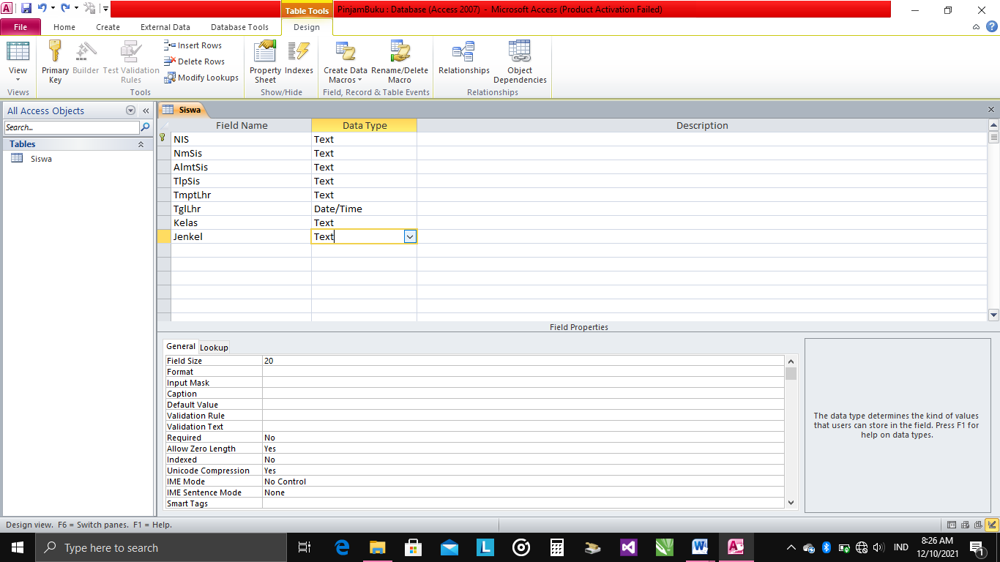 Table Tools
PinjamBuku : Database (Access 2007) - Microsoft Access (Product Activation Failed)
File Home Create External Data Database Tools Design
View
Primary Key
Builder
Test Validation Rules
Insert Rows
Delete Rows
Modify Lookups
Property Sheet
Indexes
Create Data Macros
Rename/Delete Macro
Relationships
Object Dependencies
Views Tools Show/Hide Field, Record & Table Events Relationships
All Access Objects
Search...
Tables
Siswa
Siswa
Field Name Data Type Description
NIS Text
NmSis Text
AlmtSis Text
TlpSis Text
TmptLhr Text
TglLhr Date/Time
Kelas Text
Jenkel Text
Field Properties
General Lookup
Field Size 20
Format
Input Mask
Caption
Default Value
Validation Rule
Validation Text
Required No
Allow Zero Length Yes
Indexed No
Unicode Compression Yes
IME Mode No Control
IME Sentence Mode None
Smart Tags
The data type determines the kind of values
that users can store in the field. Press F1 for
help on data types.
Design view. F6 = Switch panes. F1 = Help.
Type here to search
IND
8:26 AM
12/10/2021
1